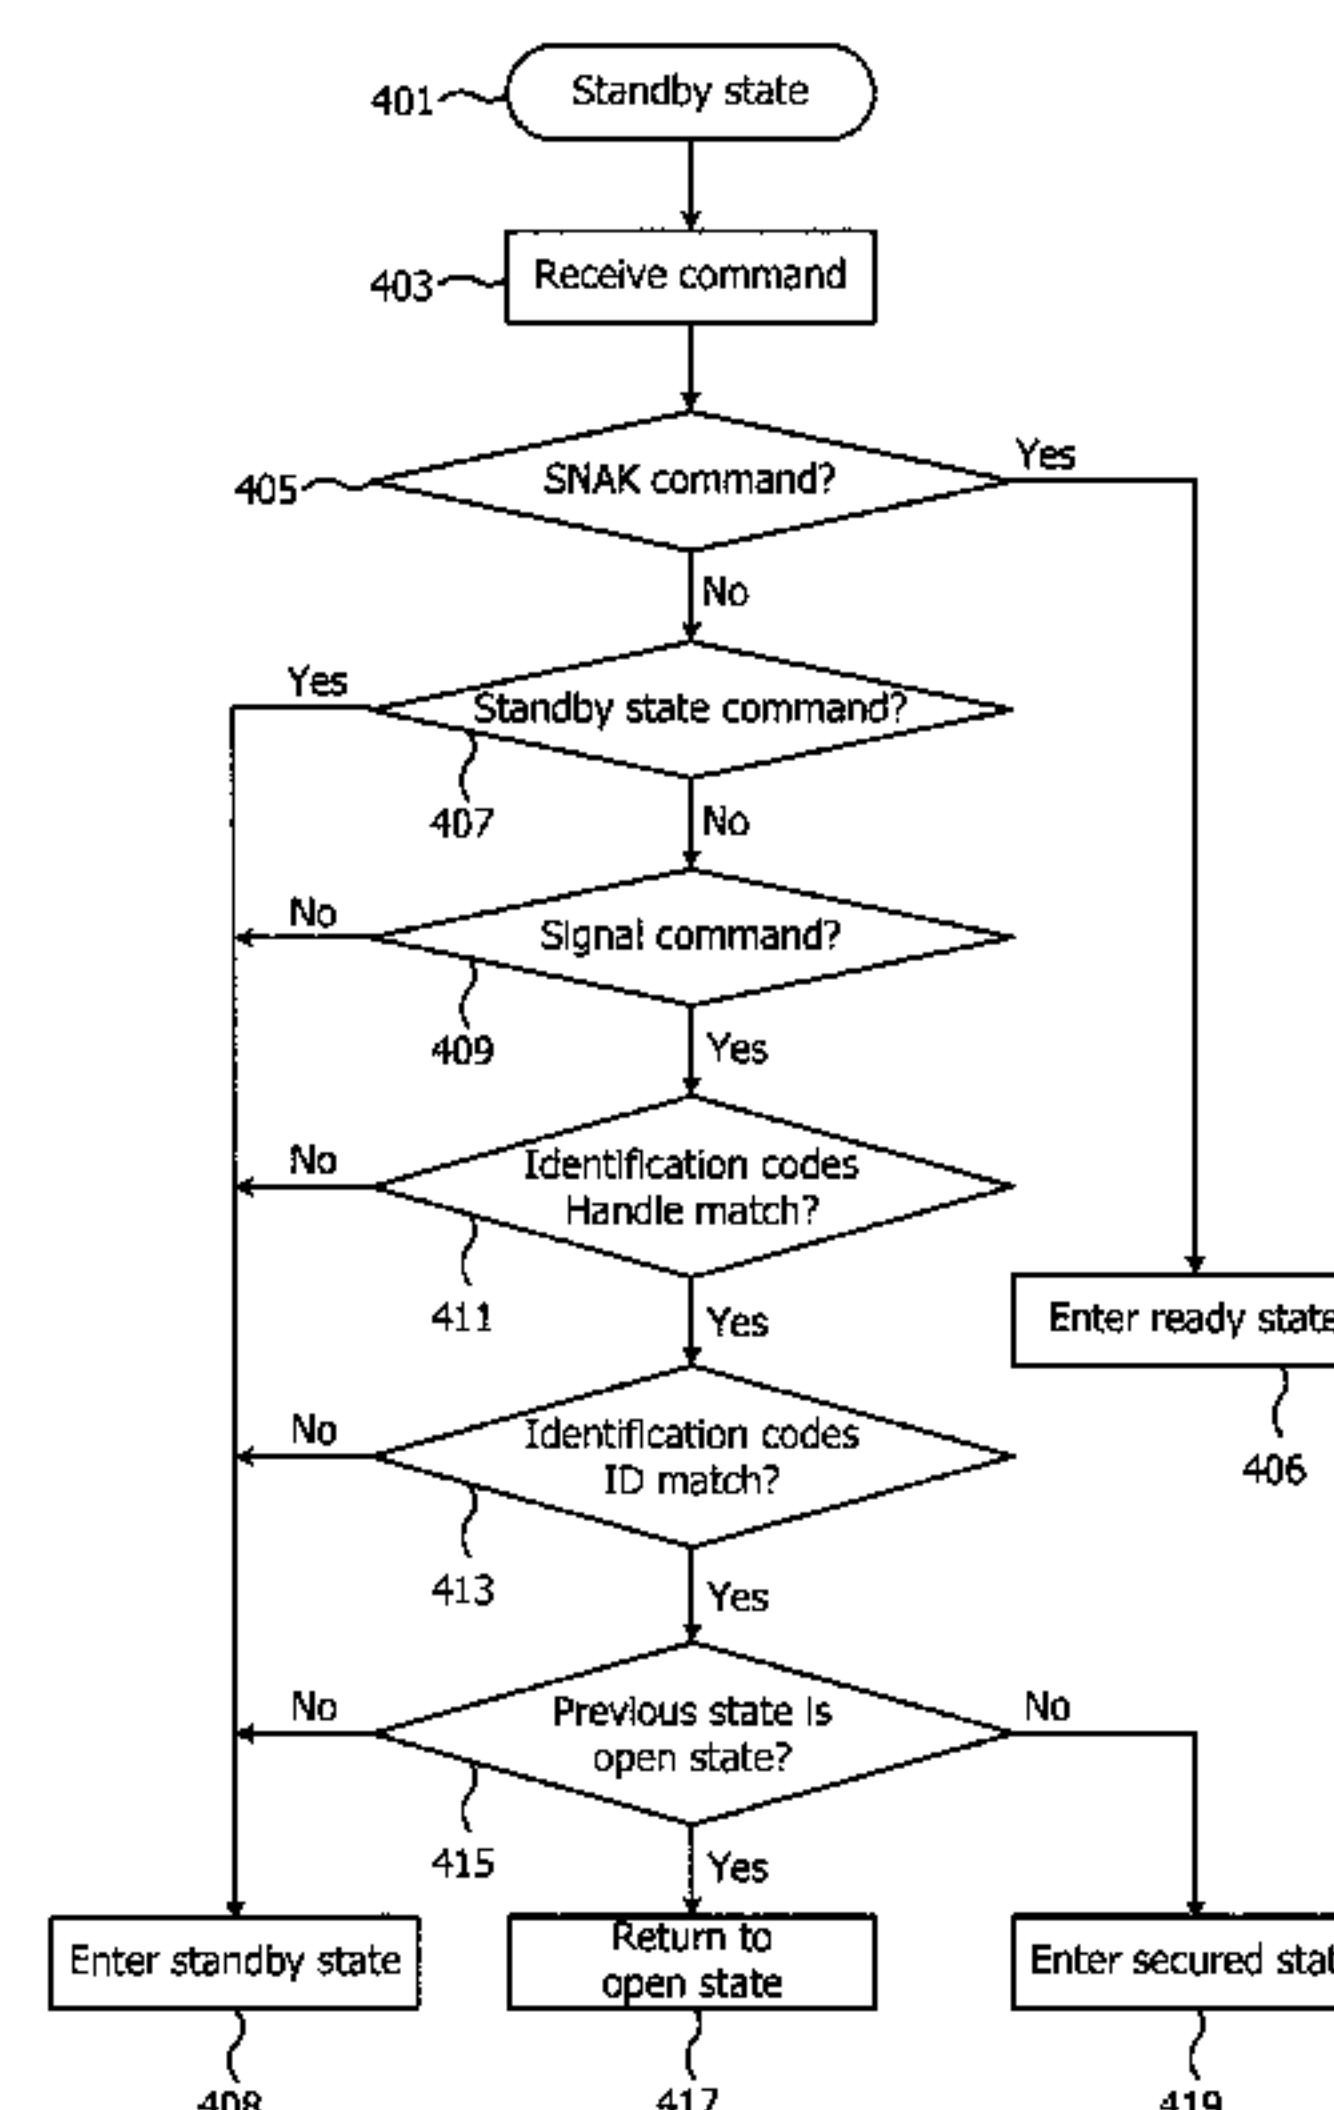 Standby state
401
Receive command
403
SNAK command?
Yes
405
No
Yes
Standby state command?
407
No
No
Signal command?
409
Yes
No
Identification codes
Handle match?
411
Yes
Enter ready state
406
No
Identification codes
ID match?
413
Yes
No
Previous state is
open state?
No
415
Yes
Enter standby state
Return to
open state
Enter secured stat
408
417
419